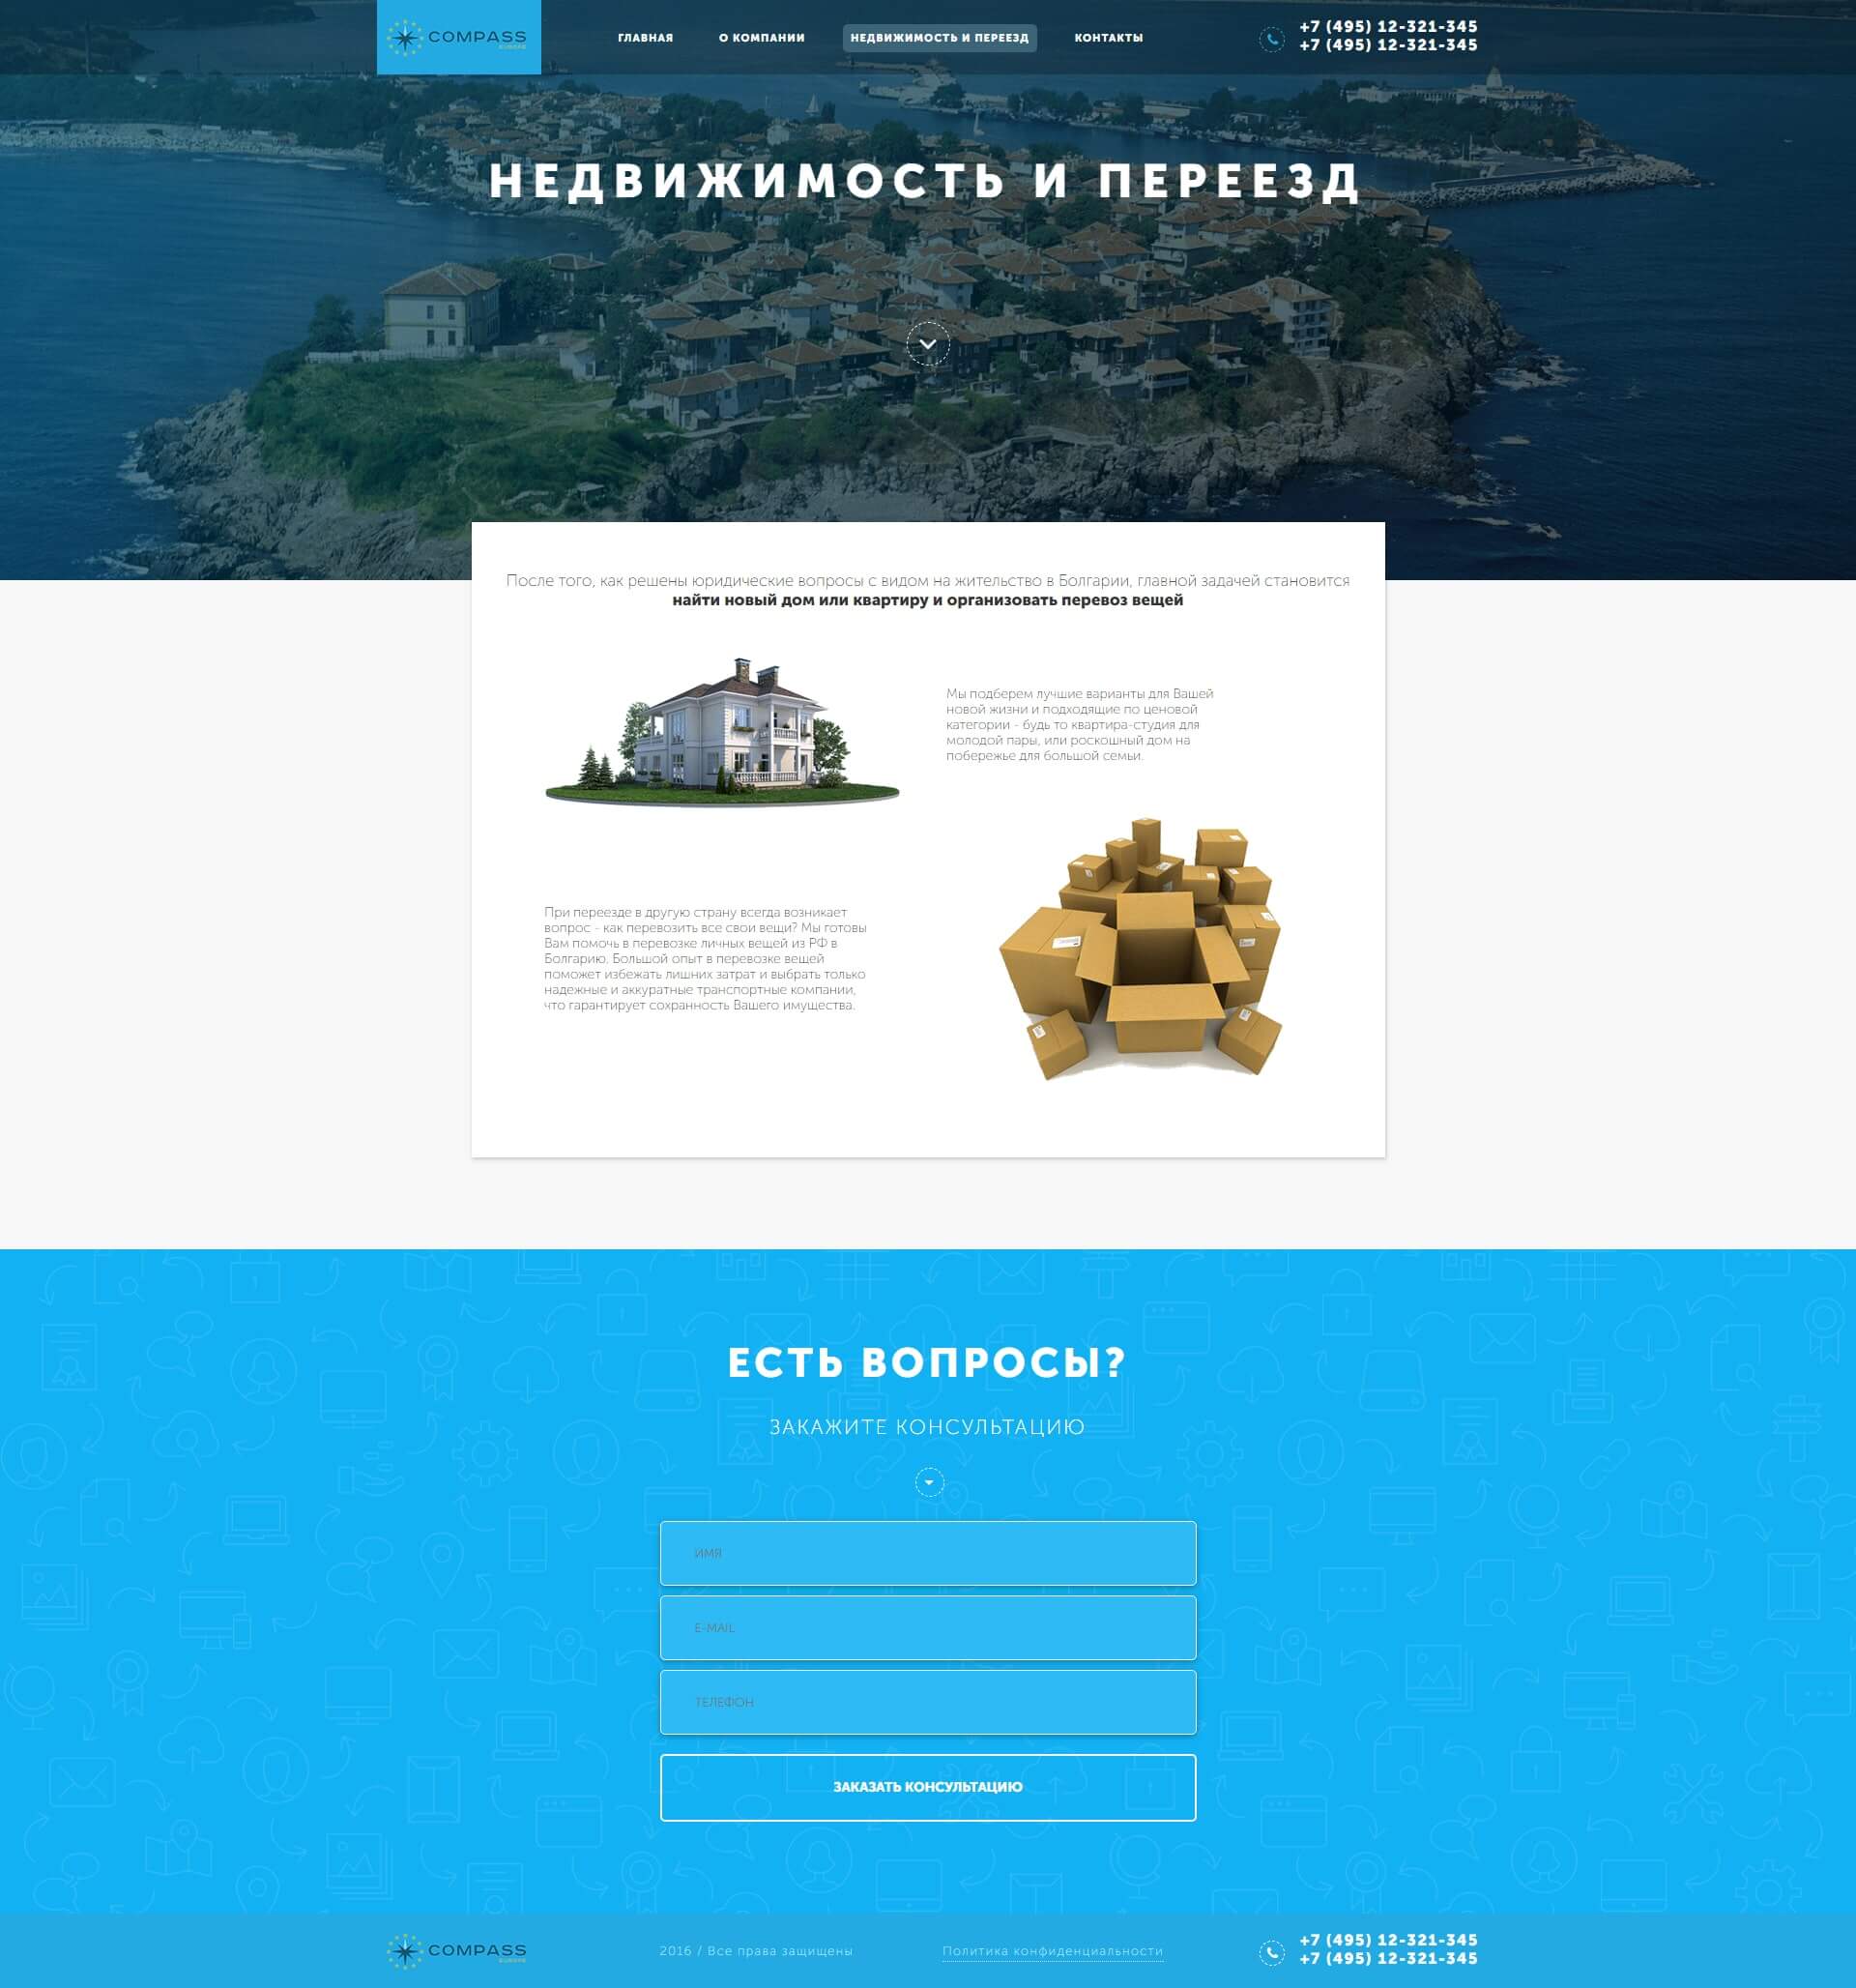 COMPASS
EUROPE
ГЛАВНАЯ
О КОМПАНИИ
НЕДВИЖИМОСТЬ И ПЕРЕЕЗД
КОНТАКТЫ
+7 (495) 12-321-345
+7 (495) 12-321-345
НЕДВИЖИМОСТЬ И ПЕРЕЕЗД
После того, как решены юридические вопросы с видом на жительство в Болгарии, главной задачей становится
найти новый дом или квартиру и организовать перевоз вещей
Мы подберем лучшие варианты для Вашей
новой жизни и подходящие по ценовой
категории - будь то квартира-студия для
молодой пары, или роскошный дом на
побережье для большой семьи.
При переезде в другую страну всегда возникает
вопрос - как перевозить все свои вещи? Мы готовы
Вам помочь в перевозке личных вещей из РФ в
Болгарию. Большой опыт в перевозке вещей
поможет избежать лишних затрат и выбрать только
надежные и аккуратные транспортные компании,
что гарантирует сохранность Вашего имущества.
ЕСТЬ ВОПРОСЫ?
ЗАКАЖИТЕ КОНСУЛЬТАЦИЮ
ИМЯ
E-MAIL
ТЕЛЕФОН
ЗАКАЗАТЬ КОНСУЛЬТАЦИЮ
COMPASS
EUROPE
2016 / Все права защищены
Политика конфиденциальности
+7 (495) 12-321-345
+7 (495) 12-321-345